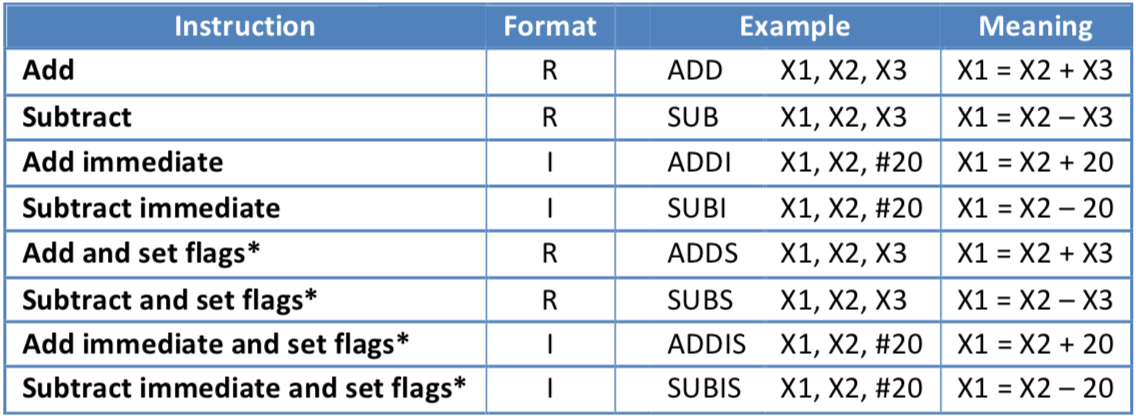 Instruction Format Example Meaning
Add R ADD X1, X2, X3 X1 = X2 + X3
Subtract R SUB X1, X2, X3 X1 = X2 – X3
Add immediate I ADDI X1, X2, #20 X1 = X2 + 20
Subtract immediate I SUBI X1, X2, #20 X1 = X2 – 20
Add and set flags* R ADDS X1, X2, X3 X1 = X2 + X3
Subtract and set flags* R SUBS X1, X2, X3 X1 = X2 – X3
Add immediate and set flags* I ADDIS X1, X2, #20 X1 = X2 + 20
Subtract immediate and set flags* I SUBIS X1, X2, #20 X1 = X2 – 20